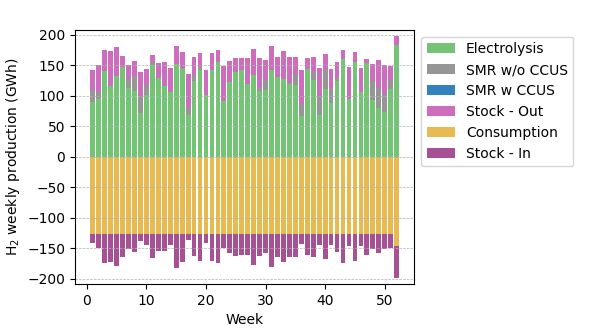 200
150
100
50
0
−50
−100
−150
−200
H₂ weekly production (GWh)
0 10 20 30 40 50
Week
Electrolysis
SMR w/o CCUS
SMR w CCUS
Stock - Out
Consumption
Stock - In